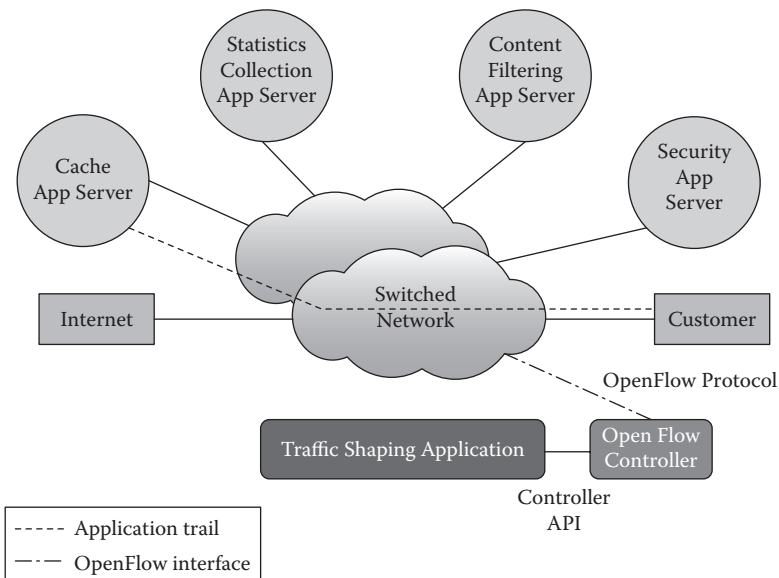 Statistics
Collection
App Server
Content
Filtering
App Server
Cache
App Server
Security
App
Server
Internet
Switched
Network
Customer
OpenFlow Protocol
Traffic Shaping Application
Open Flow
Controller
Controller
API
Application trail
OpenFlow interface